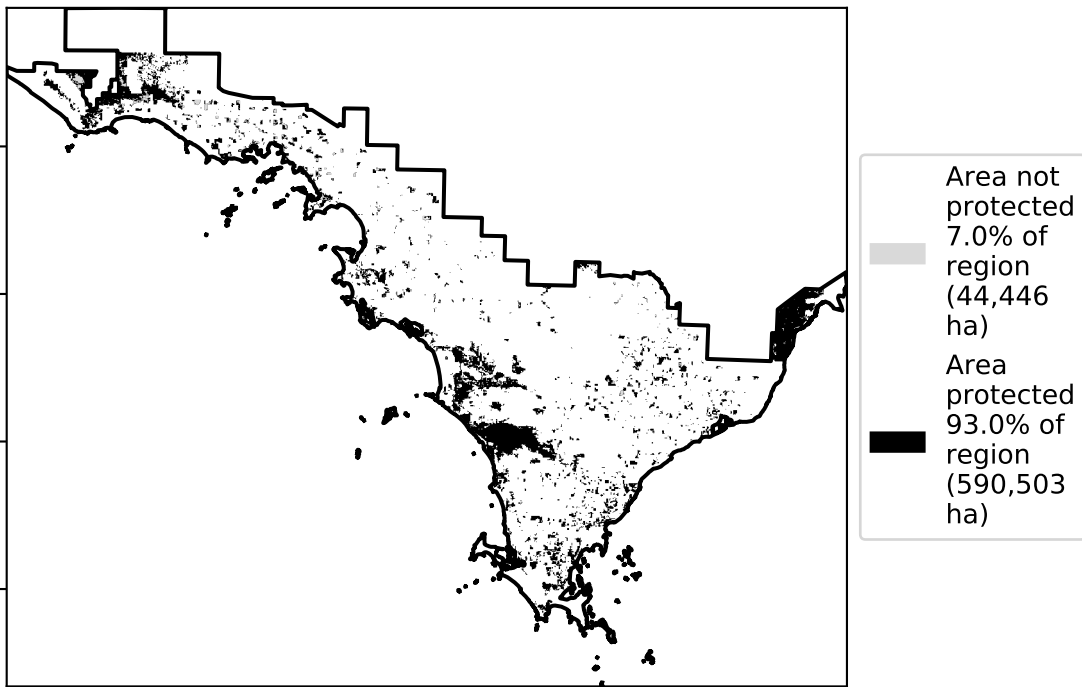 Area not
protected
7.0% of
region
(44,446
ha)
Area
protected
93.0% of
region
(590,503
ha)